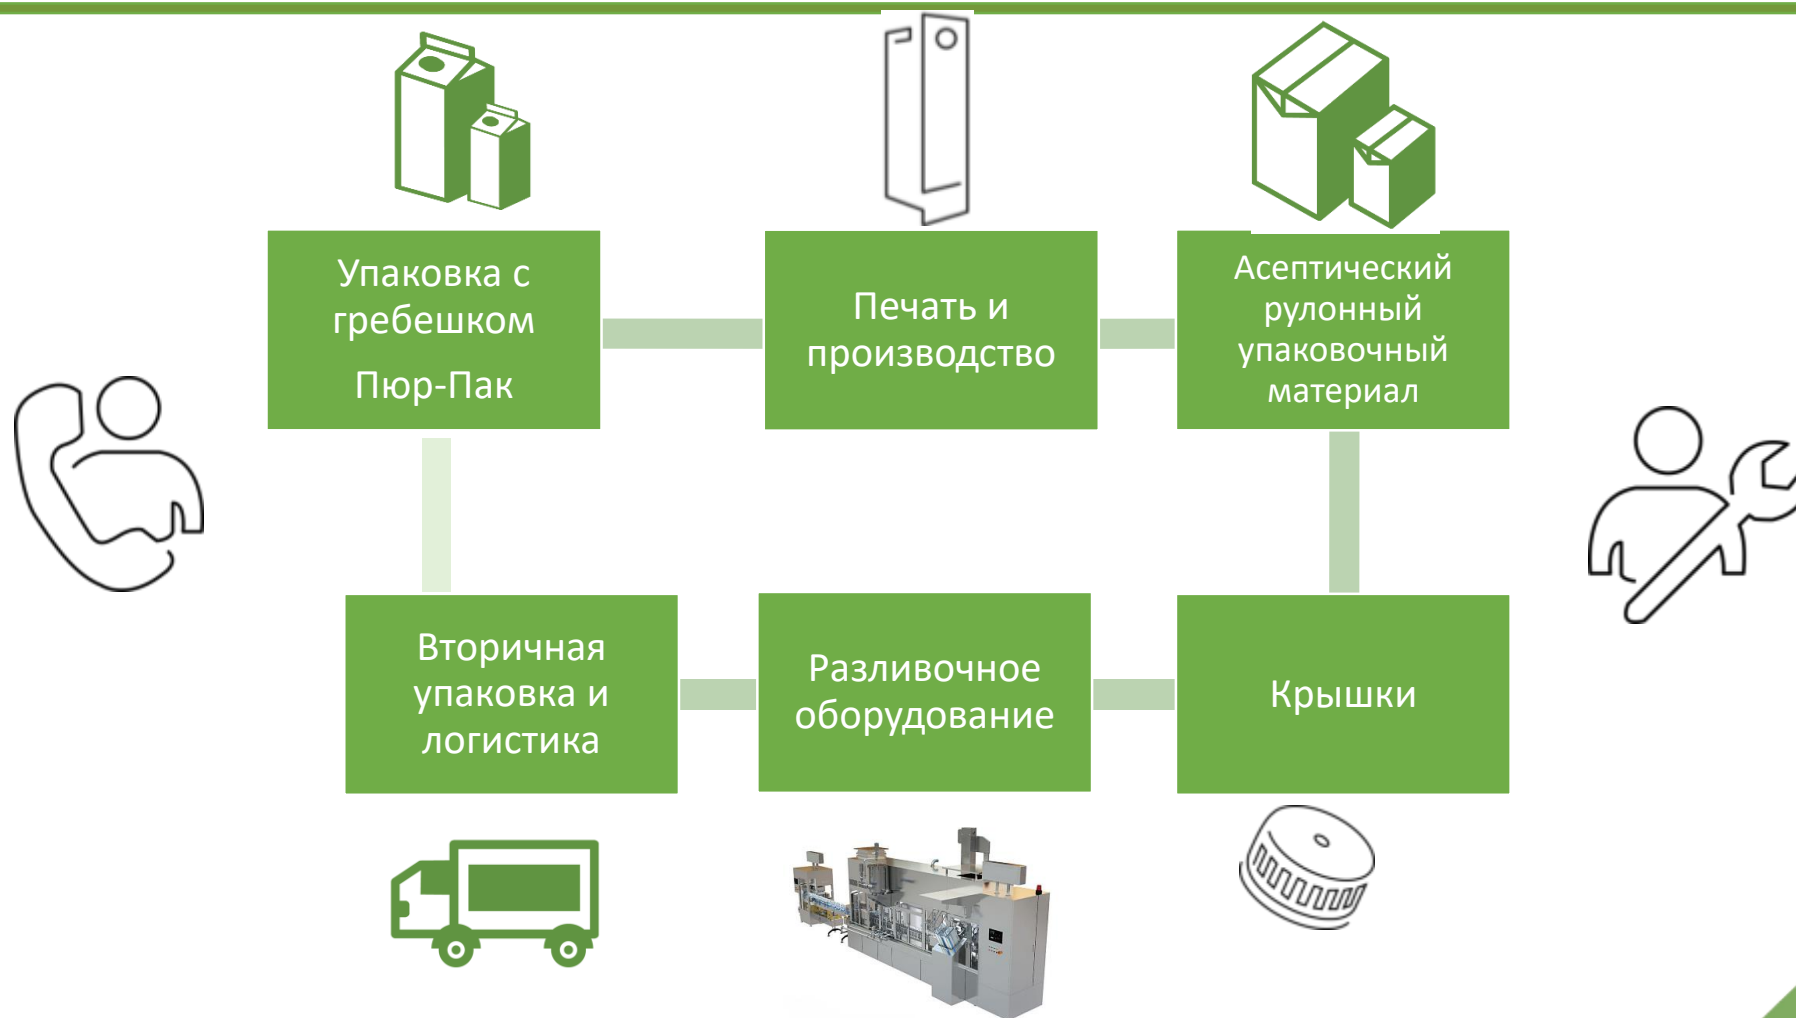 Упаковка с
гребешком
Пюр-Пак
Печать и
производство
Асептический
рулонный
упаковочный
материал
Вторичная
упаковка и
логистика
Разливочное
оборудование
Крышки